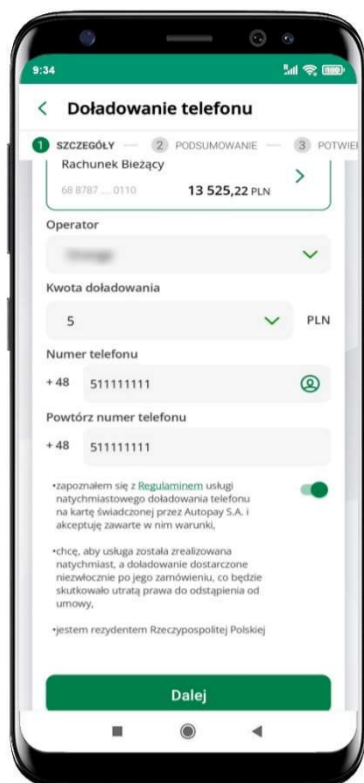 9:34
Doładowanie telefonu
1 SZCZEGÓŁY 2 PODSUMOWANIE 3
Rachunek Bieżący
68 8787 ... 0110 13 525,22 PLN
Operator
Kwota doładowania
5 PLN
Numer telefonu
+ 48 511111111
Powtórz numer telefonu
+ 48 511111111
•zapoznałem się z Regulaminem usługi
natychmiastowego doładowania telefonu
na kartę świadczonej przez Autopay S.A. i
akceptuję zawarte w nim warunki,
•chcę, aby usługa została zrealizowana
natychmiast, a doładowanie dostarczone
niezwłocznie po jego zamówieniu, co będzie
skutkowało utratą prawa do odstąpienia od
umowy,
•jestem rezydentem Rzeczypospolitej Polskiej
Dalej